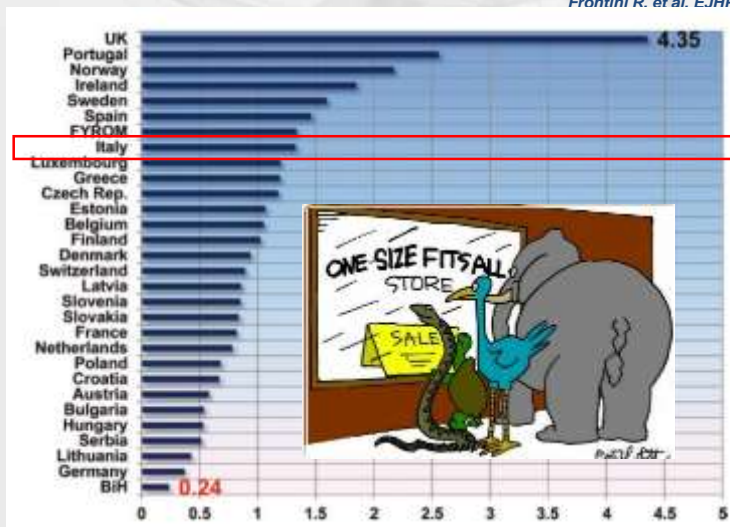 Frontini R. et al. EJHP
UK 4.35
Portugal
Norway
Ireland
Sweden
Spain
FYROM
Italy
Luxembourg
Greece
Czech Rep.
Estonia
Belgium
Finland
Denmark
Switzerland
Latvia
Slovenia
Slovakia
France
Netherlands
Poland
Croatia
Austria
Bulgaria
Hungary
Serbia
Lithuania
Germany
BiH 0.24
0 0.5 1 1.5 2 2.5 3 3.5 4 4.5 5
ONE SIZE FITS ALL
STORE
SALE